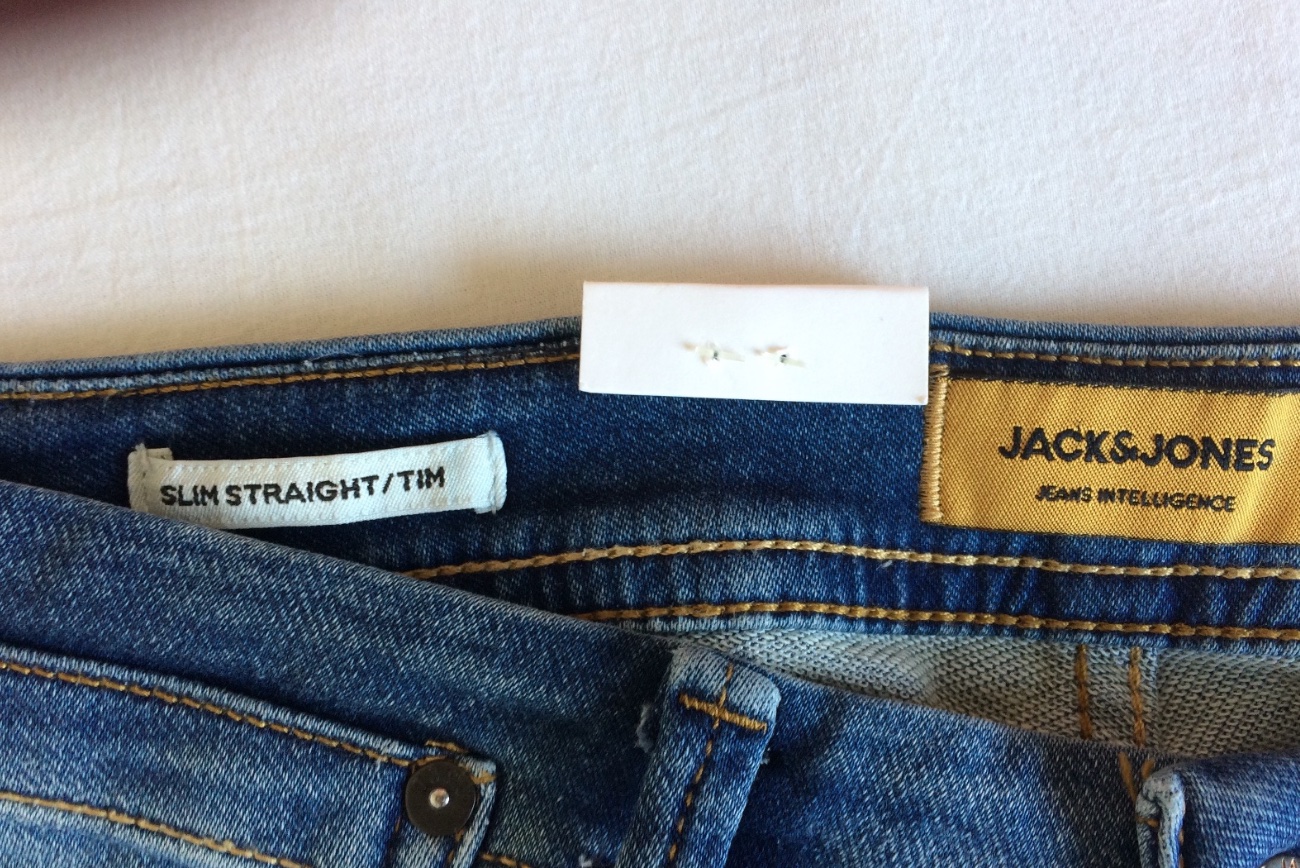 SLIM STRAIGHT/TIM
JACK&JONES
JEANS INTELLIGENCE